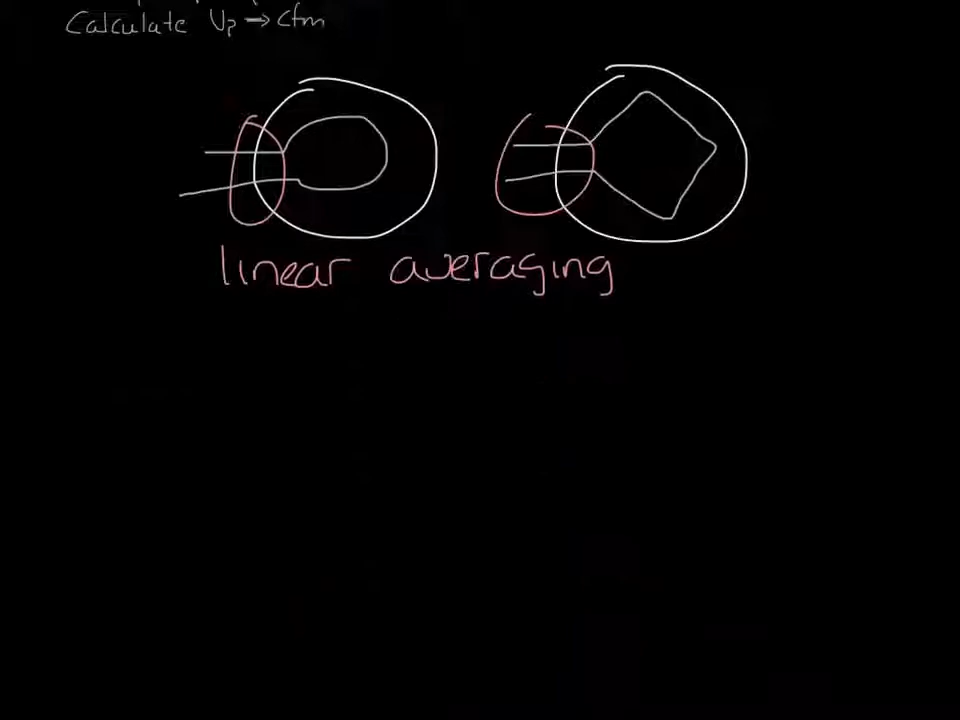 Calculate Vp → Cfm
linear averaging